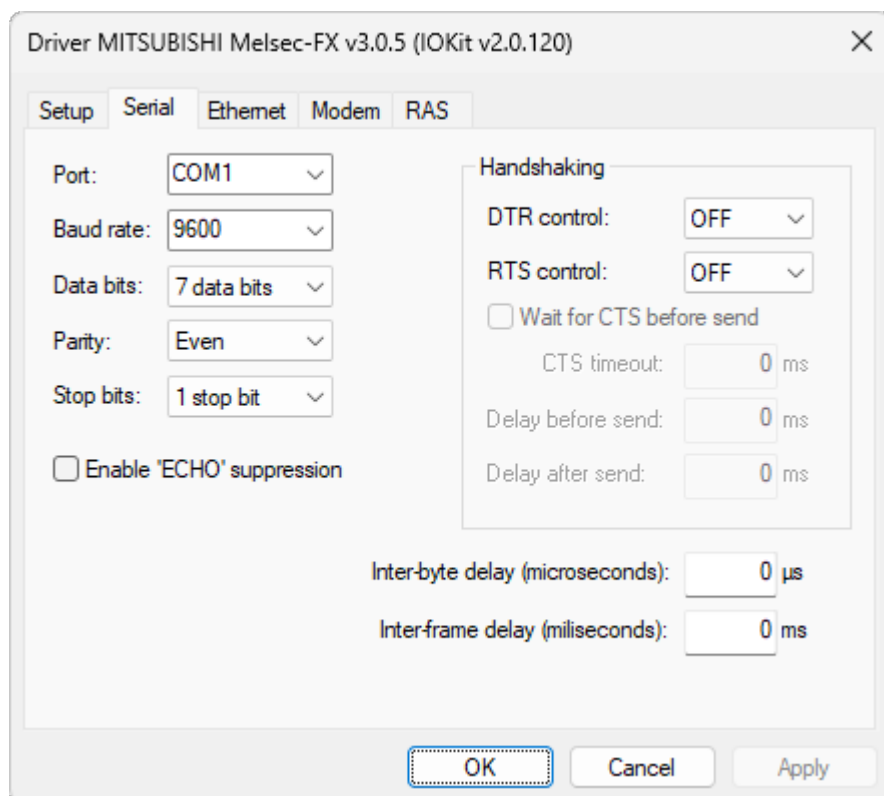 Driver MITSUBISHI Melsec-FX v3.0.5 (IOKit v2.0.120)
Setup Serial Ethernet Modem RAS
Port: COM1
Baud rate: 9600
Data bits: 7 data bits
Parity: Even
Stop bits: 1 stop bit
Enable 'ECHO' suppression
Handshaking
DTR control: OFF
RTS control: OFF
Wait for CTS before send
CTS timeout: 0 ms
Delay before send: 0 ms
Delay after send: 0 ms
Inter-byte delay (microseconds): 0 µs
Inter-frame delay (miliseconds): 0 ms
OK Cancel Apply